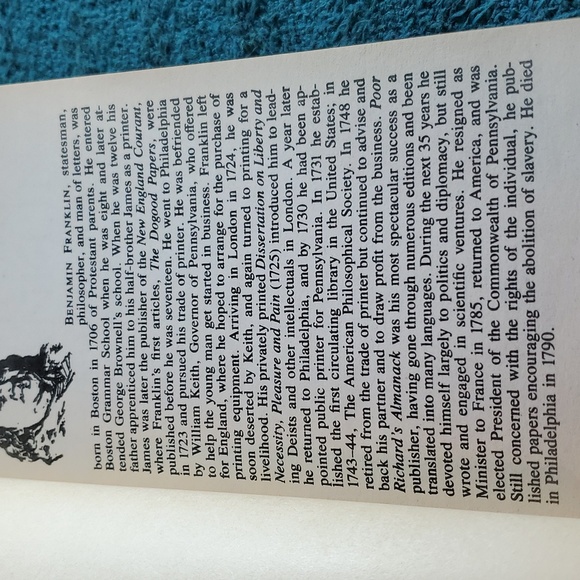 BENJAMIN FRANKLIN, statesman,
philosopher, and man of letters, was
born in Boston in 1706 of Protestant parents. He entered
Boston Grammar School when he was eight and later at-
tended George Brownell's school. When he was twelve his
father apprenticed him to his half-brother James as a printer.
James was later the publisher of the New England Courant,
where Franklin's first articles, The Dogood Papers, were
published before he was seventeen. He went to Philadelphia
in 1723 and pursued his trade of printer. He was befriended
by William Keith, Governor of Pennsylvania, who offered
to help the young man get started in business. Franklin left
for England, where he hoped to arrange for the purchase of
printing equipment. Arriving in London in 1724, he was
soon deserted by Keith, and again turned to printing for a
livelihood. His privately printed Dissertation on Liberty and
Necessity, Pleasure and Pain (1725) introduced him to lead-
ing Deists and other intellectuals in London. A year later
he returned to Philadelphia, and by 1730 he had been ap-
pointed public printer for Pennsylvania. In 1731 he estab-
lished the first circulating library in the United States; in
1743–44, The American Philosophical Society. In 1748 he
retired from the trade of printer but continued to advise and
back his partner and to draw profit from the business. Poor
Richard's Almanack was his most spectacular success as a
publisher, having gone through numerous editions and been
translated into many languages. During the next 35 years he
devoted himself largely to politics and diplomacy, but still
wrote and engaged in scientific ventures. He resigned as
Minister to France in 1785, returned to America, and was
elected President of the Commonwealth of Pennsylvania.
Still concerned with the rights of the individual, he pub-
lished papers encouraging the abolition of slavery. He died
in Philadelphia in 1790.